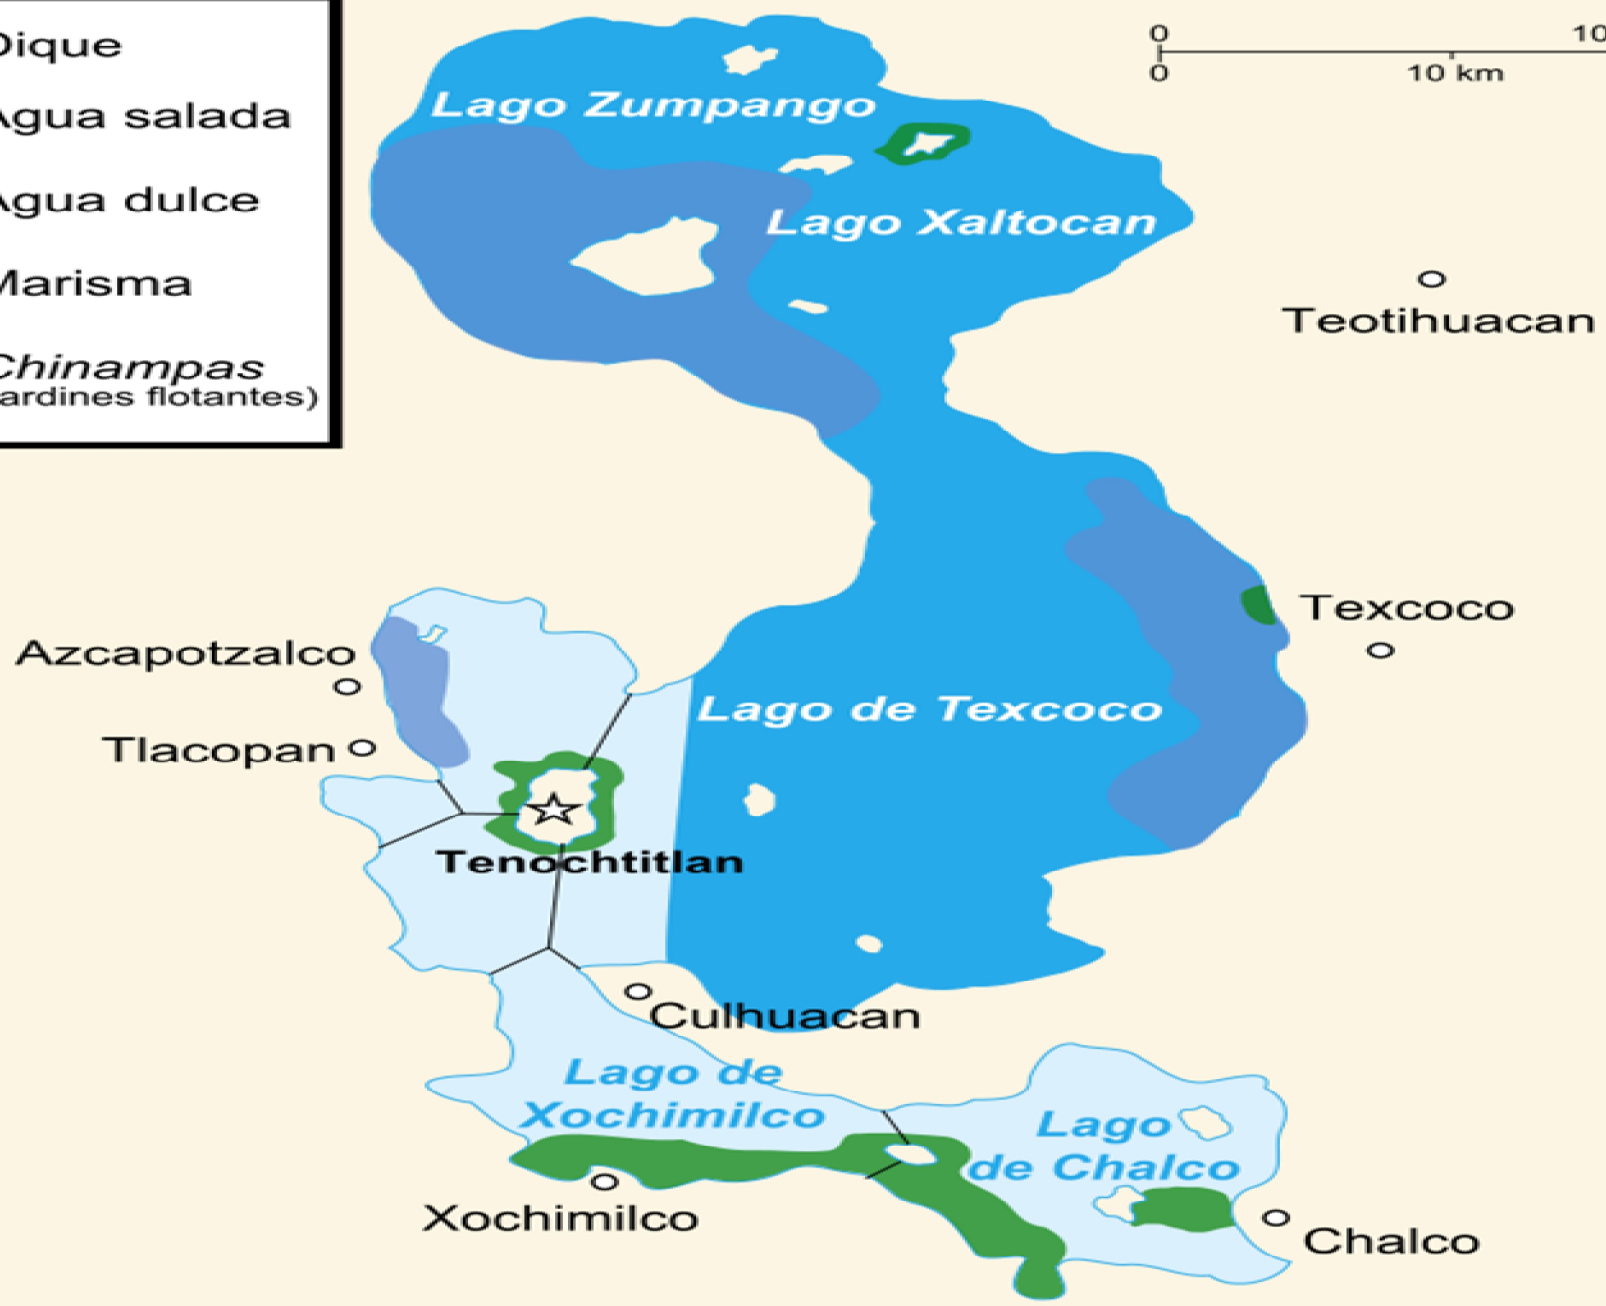 Dique
Agua salada
Agua dulce
Marisma
Chinampas
ardines flotantes)
0 10
0 10 km
Lago Zumpango
Lago Xaltocan
Teotihuacan
Texcoco
Azcapotzalco
Lago de Texcoco
Tlacopan
Tenochtitlan
Culhuacan
Lago de
Xochimilco
Lago
de Chalco
Xochimilco
Chalco